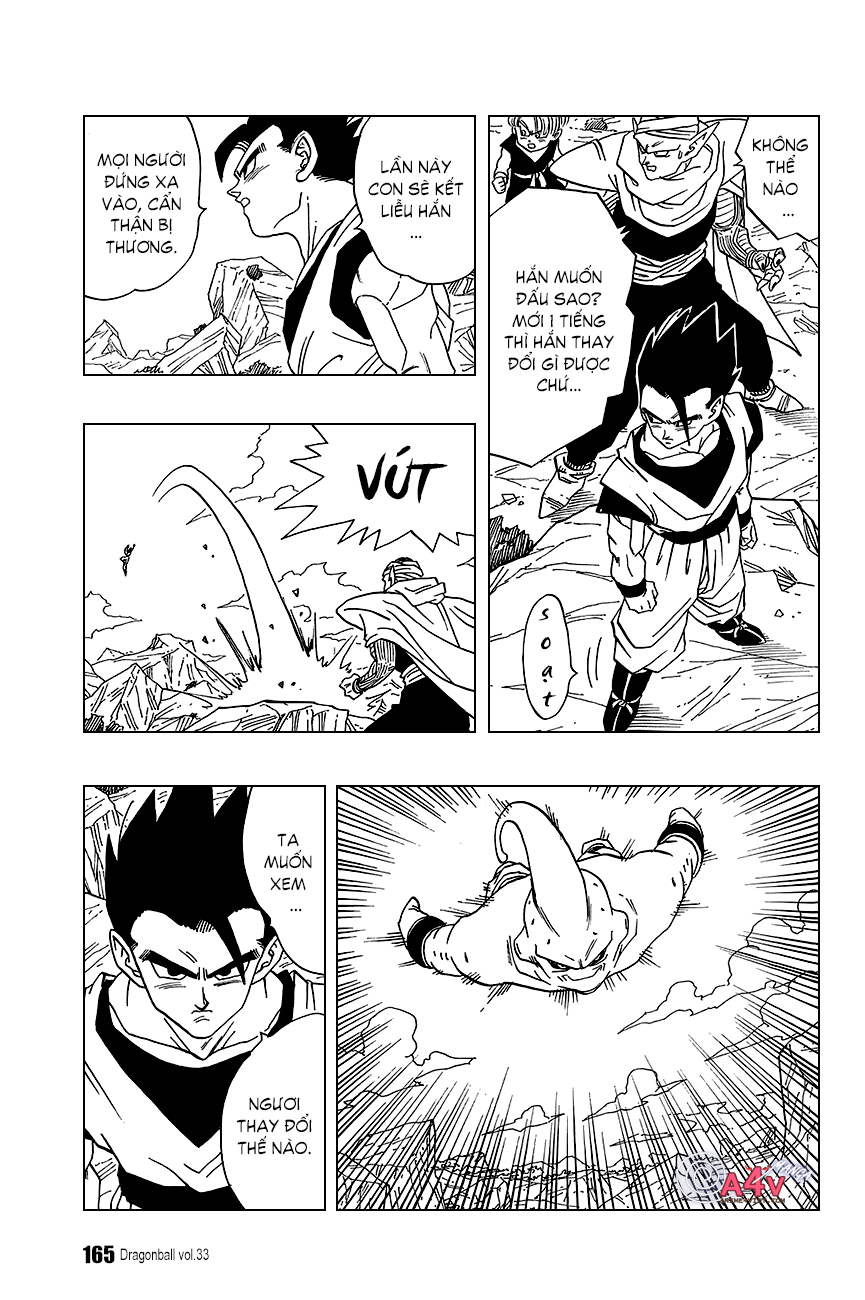 KHÔNG
THỂ
NÀO
...
HẮN MUỐN
ĐẤU SAO?
MỚI 1 TIẾNG
THÌ HẮN THAY
ĐỔI GÌ ĐƯỢC
CHỨ...
soat
LẦN NÀY
CON SẼ KẾT
LIỄU HẮN
...
MỌI NGƯỜI
ĐỨNG XA
VÀO, CẨN
THẬN BỊ
THƯƠNG.
VÚT
TA
MUỐN
XEM
...
NGƯƠI
THAY ĐỔI
THẾ NÀO.
A4V
165 Dragonball vol.33